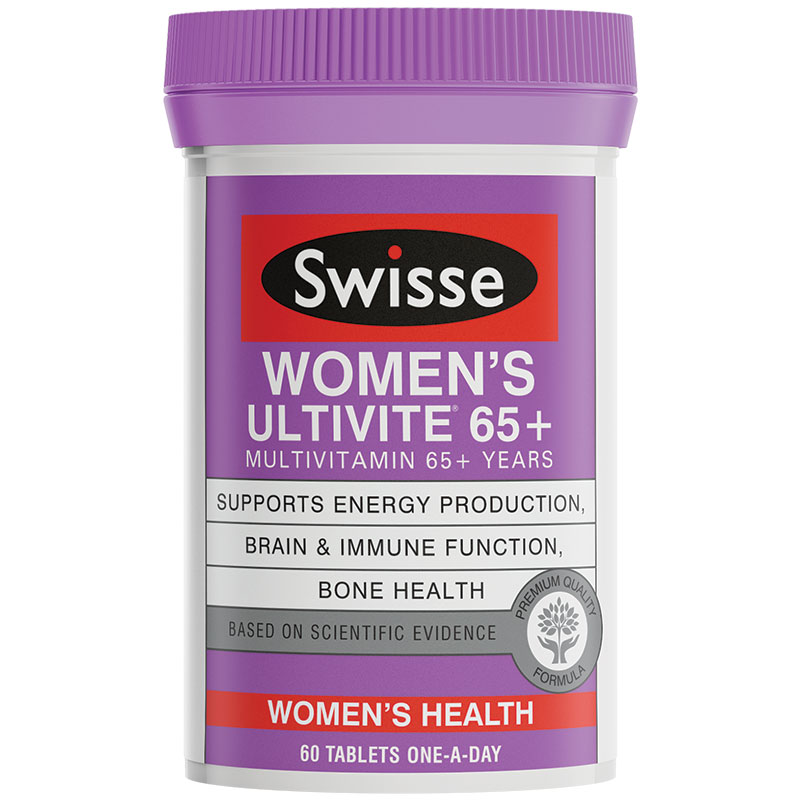 Swisse
WOMEN'S
ULTIVITE® 65+
MULTIVITAMIN 65+ YEARS
SUPPORTS ENERGY PRODUCTION,
BRAIN & IMMUNE FUNCTION,
BONE HEALTH
BASED ON SCIENTIFIC EVIDENCE
PREMIUM QUALITY
FORMULA
WOMEN'S HEALTH
60 TABLETS ONE-A-DAY